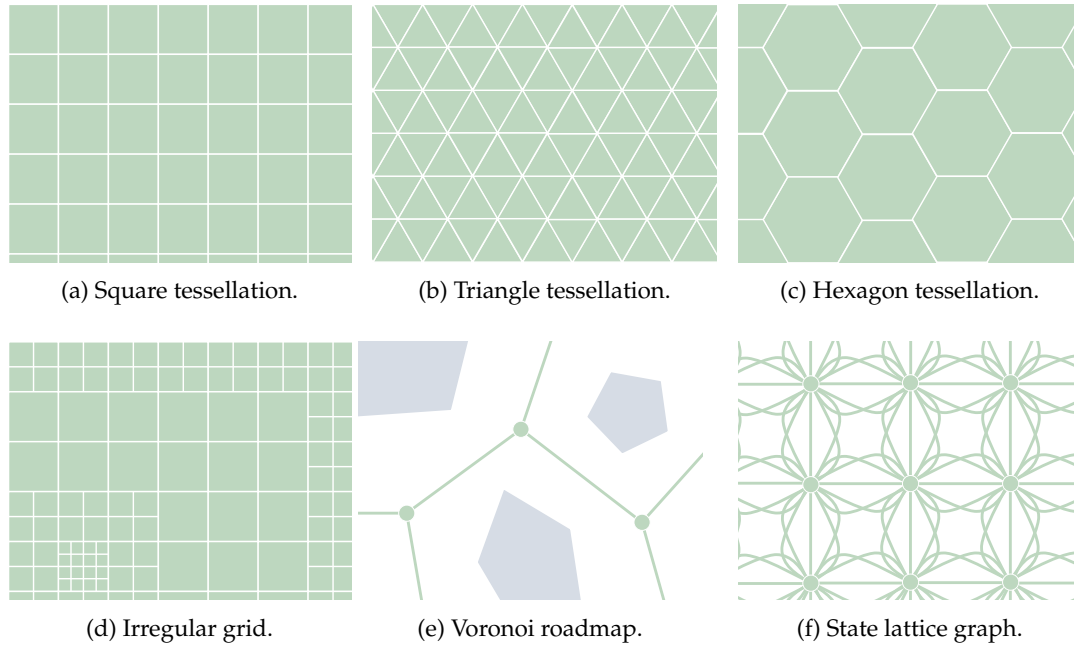 (a) Square tessellation.
(b) Triangle tessellation.
(c) Hexagon tessellation.
(d) Irregular grid.
(e) Voronoi roadmap.
(f) State lattice graph.